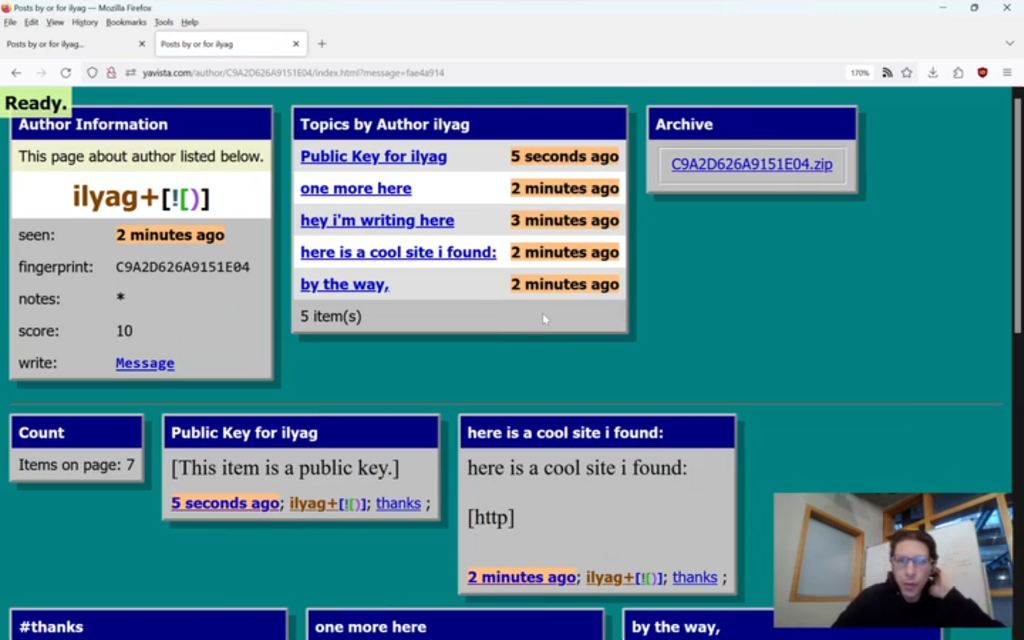 Posts by or for ilyag — Mozilla Firefox
File Edit View History Bookmarks Tools Help
Posts by or for ilyag...
Posts by or for ilyag
yavista.com/author/C9A2D626A9151E04/index.html?message=fae4a914
170%
Ready.
Author Information
This page about author listed below.
ilyag+[!()]
seen: 2 minutes ago
fingerprint: C9A2D626A9151E04
notes: *
score: 10
write: Message
Topics by Author ilyag
Public Key for ilyag 5 seconds ago
one more here 2 minutes ago
hey i'm writing here 3 minutes ago
here is a cool site i found: 2 minutes ago
by the way, 2 minutes ago
5 item(s)
Archive
C9A2D626A9151E04.zip
Count
Items on page: 7
Public Key for ilyag
[This item is a public key.]
5 seconds ago; ilyag+[!()]; thanks ;
here is a cool site i found:
here is a cool site i found:
[http]
2 minutes ago; ilyag+[!()]; thanks ;
#thanks
one more here
by the way,